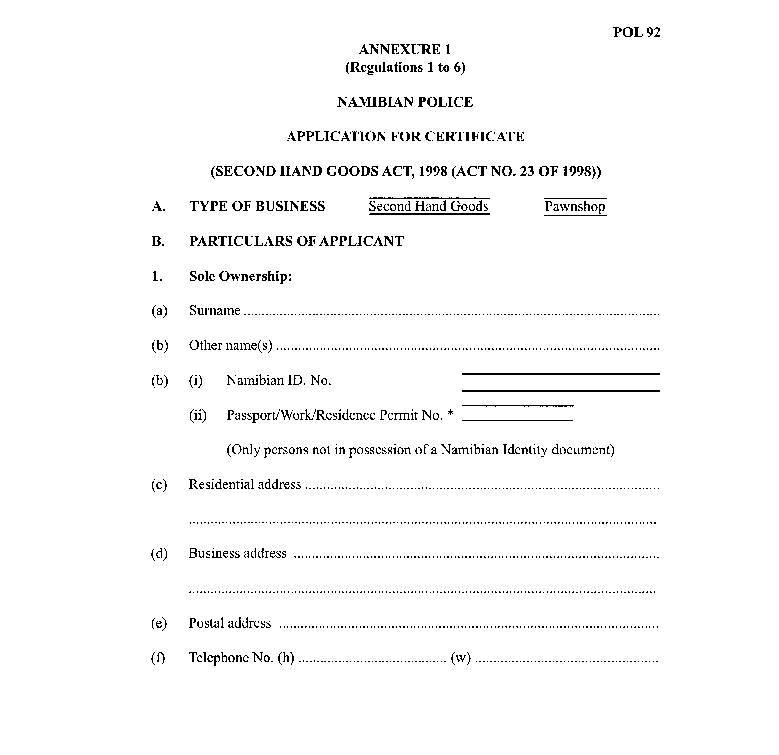 POL 92
ANNEXURE 1
(Regulations 1 to 6)
NAMIBIAN POLICE
APPLICATION FOR CERTIFICATE
(SECOND HAND GOODS ACT, 1998 (ACT NO. 23 OF 1998))
A. TYPE OF BUSINESS Second Hand Goods Pawnshop
B. PARTICULARS OF APPLICANT
1. Sole Ownership:
(a) Surname
(b) Other name(s)
(b) (i) Namibian ID. No.
(ii) Passport/Work/Residence Permit No. *
(Only persons not in possession of a Namibian Identity document)
(c) Residential address
(d) Business address
(e) Postal address
(f) Telephone No. (h) (w)